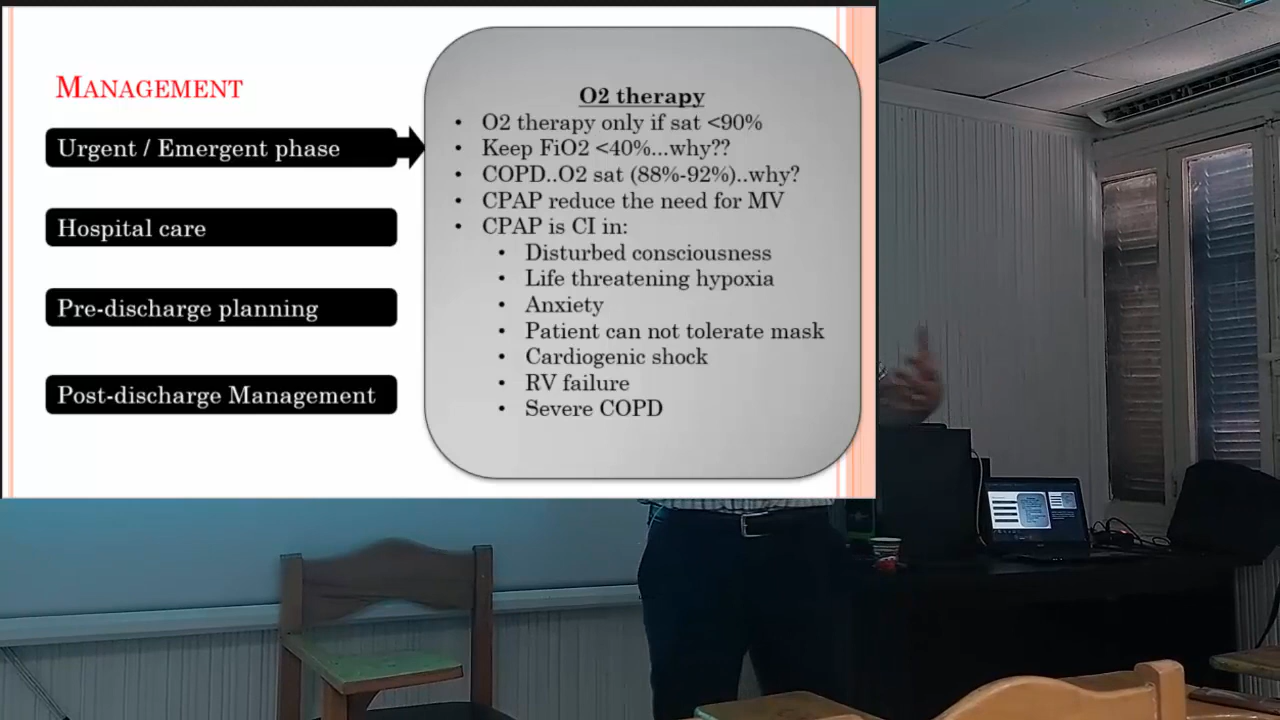 MANAGEMENT
Urgent / Emergent phase
Hospital care
Pre-discharge planning
Post-discharge Management
O2 therapy
• O2 therapy only if sat <90%
• Keep FiO2 <40%...why??
• COPD..O2 sat (88%-92%)..why?
• CPAP reduce the need for MV
• CPAP is CI in:
• Disturbed consciousness
• Life threatening hypoxia
• Anxiety
• Patient can not tolerate mask
• Cardiogenic shock
• RV failure
• Severe COPD